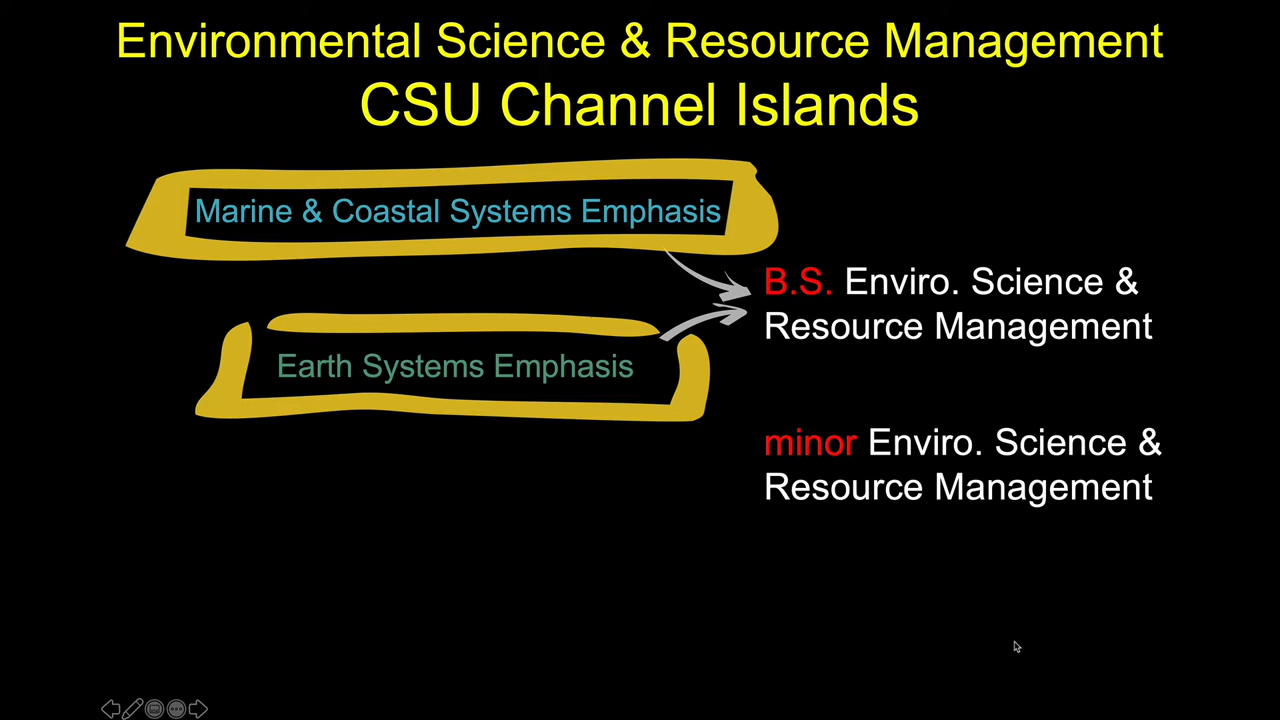 Environmental Science & Resource Management
CSU Channel Islands
Marine & Coastal Systems Emphasis
B.S. Enviro. Science &
Resource Management
Earth Systems Emphasis
minor Enviro. Science &
Resource Management